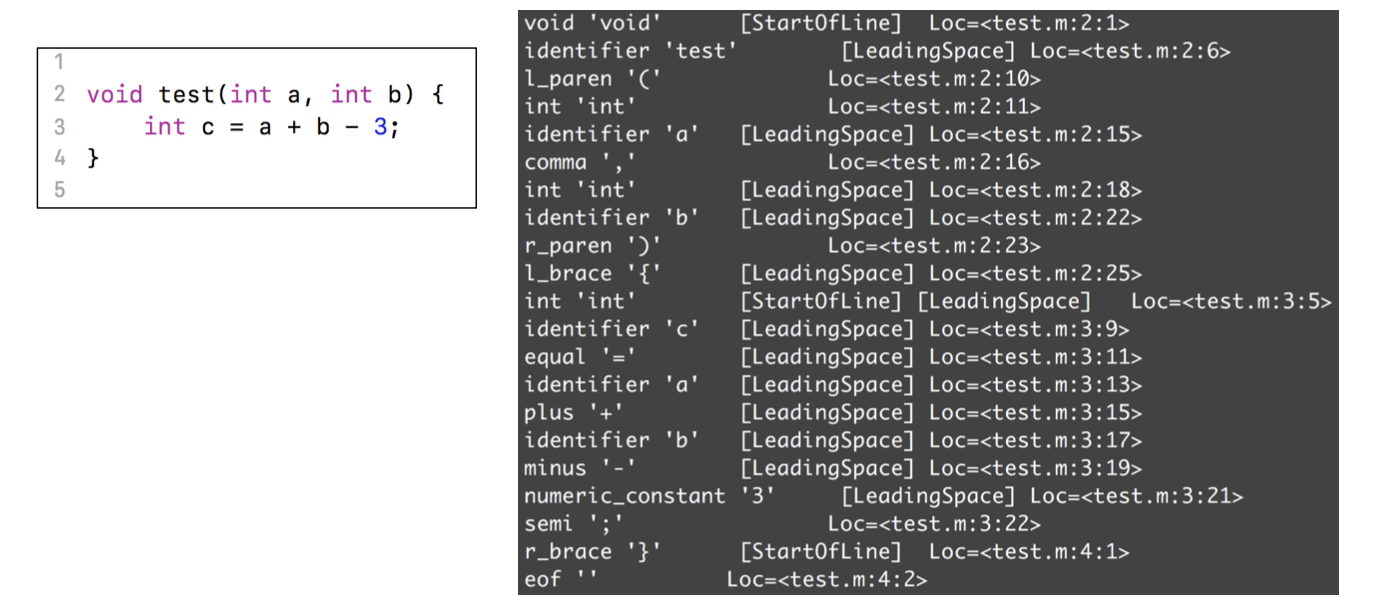 1
2 void test(int a, int b) {
3 int c = a + b - 3;
4 }
5
void 'void' [StartOfLine] Loc=<test.m:2:1>
identifier 'test' [LeadingSpace] Loc=<test.m:2:6>
l_paren '(' Loc=<test.m:2:10>
int 'int' Loc=<test.m:2:11>
identifier 'a' [LeadingSpace] Loc=<test.m:2:15>
comma ',' Loc=<test.m:2:16>
int 'int' [LeadingSpace] Loc=<test.m:2:18>
identifier 'b' [LeadingSpace] Loc=<test.m:2:22>
r_paren ')' Loc=<test.m:2:23>
l_brace '{' [LeadingSpace] Loc=<test.m:2:25>
int 'int' [StartOfLine] [LeadingSpace] Loc=<test.m:3:5>
identifier 'c' [LeadingSpace] Loc=<test.m:3:9>
equal '=' [LeadingSpace] Loc=<test.m:3:11>
identifier 'a' [LeadingSpace] Loc=<test.m:3:13>
plus '+' [LeadingSpace] Loc=<test.m:3:15>
identifier 'b' [LeadingSpace] Loc=<test.m:3:17>
minus '-' [LeadingSpace] Loc=<test.m:3:19>
numeric_constant '3' [LeadingSpace] Loc=<test.m:3:21>
semi ';' Loc=<test.m:3:22>
r_brace '}' [StartOfLine] Loc=<test.m:4:1>
eof '' Loc=<test.m:4:2>